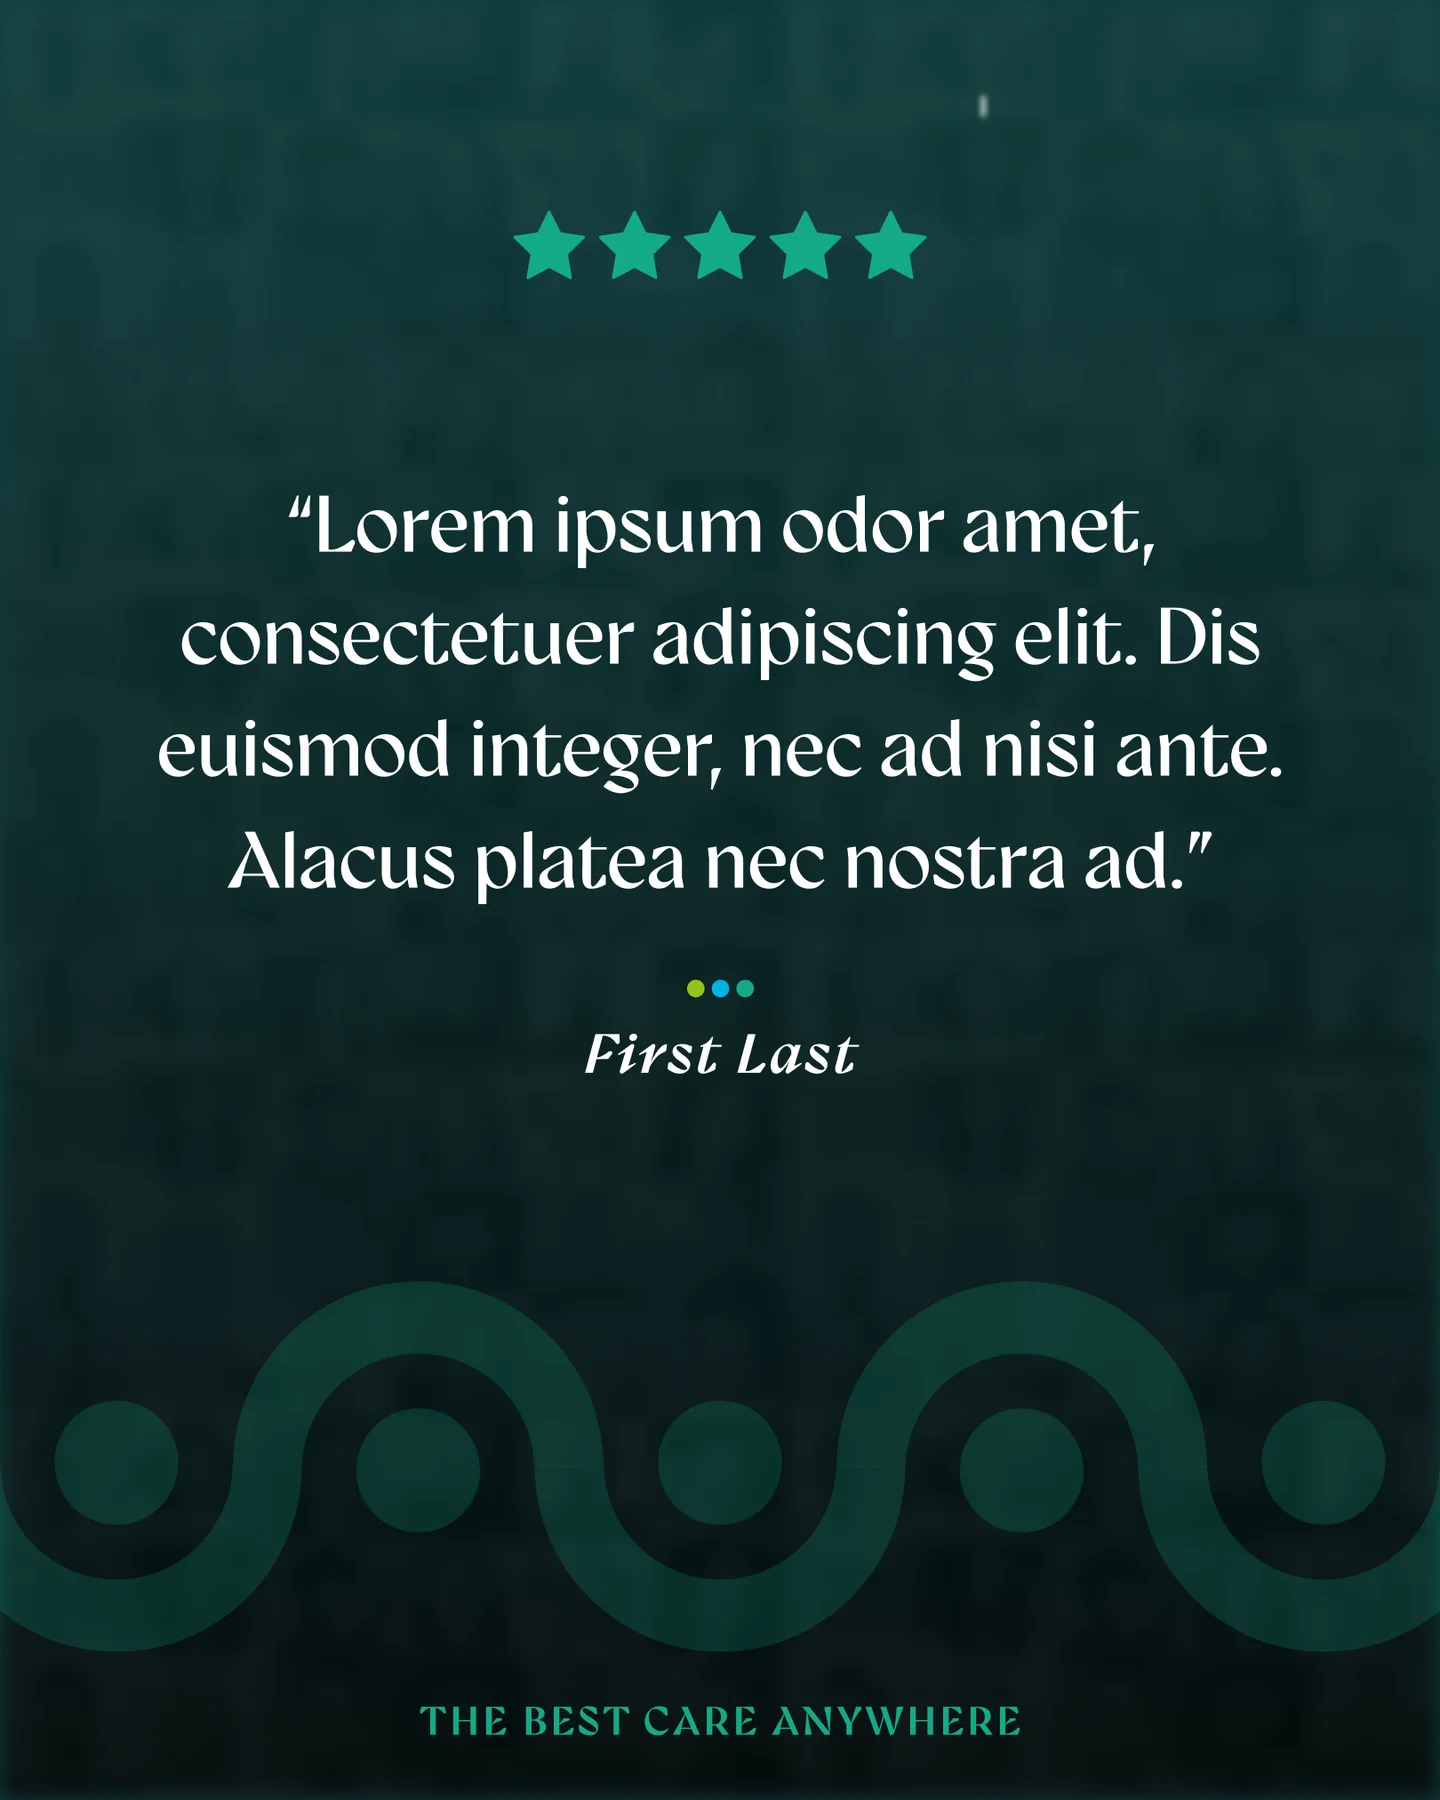 “Lorem ipsum odor amet,
consectetuer adipiscing elit. Dis
euismod integer, nec ad nisi ante.
Alacus platea nec nostra ad.”
First Last
THE BEST CARE ANYWHERE